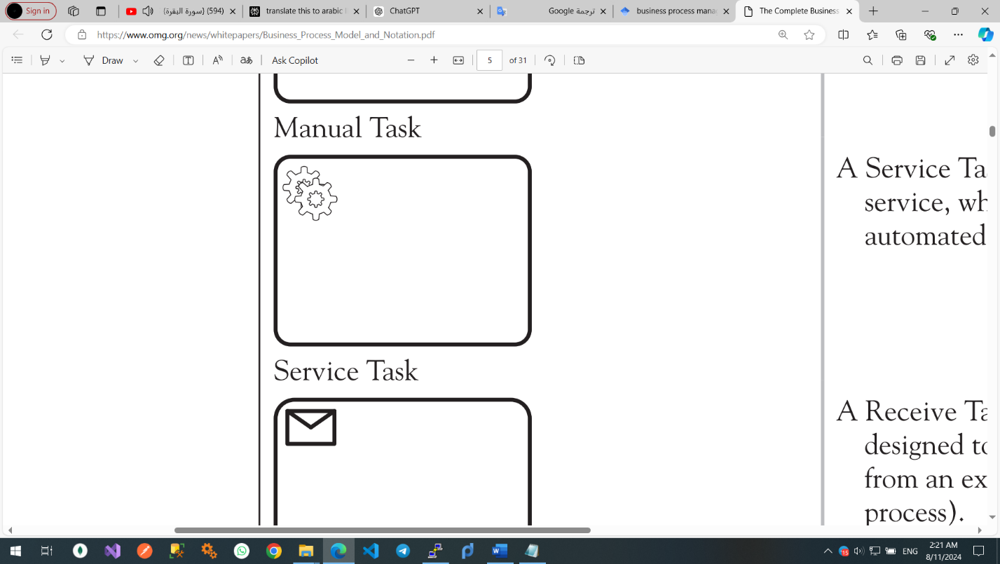 Sign in
(594) {سورة البقرة}
translate this to arabic
ChatGPT
ترجمة Google
business process mana
The Complete Business
https://www.omg.org/news/whitepapers/Business_Process_Model_and_Notation.pdf
Draw
T
A
aあ
Ask Copilot
5 of 31
Manual Task
A Service Ta
service, wh
automated
Service Task
A Receive Ta
designed to
from an ex
process).
15
ENG
2:21 AM
8/11/2024